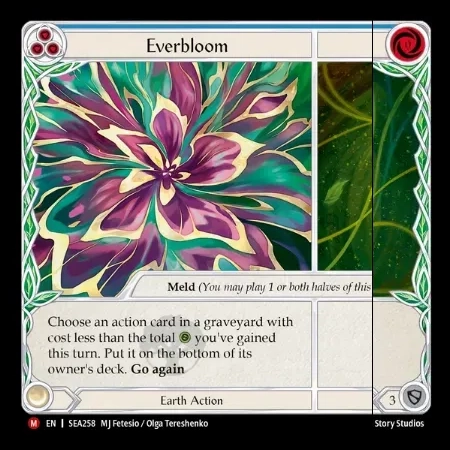 Everbloom
Meld (You may play 1 or both halves of this
Choose an action card in a graveyard with
cost less than the total you've gained
this turn. Put it on the bottom of its
owner's deck. Go again
Earth Action
3
M EN | SEA258 MJ Fetesio / Olga Tereshenko
Story Studios